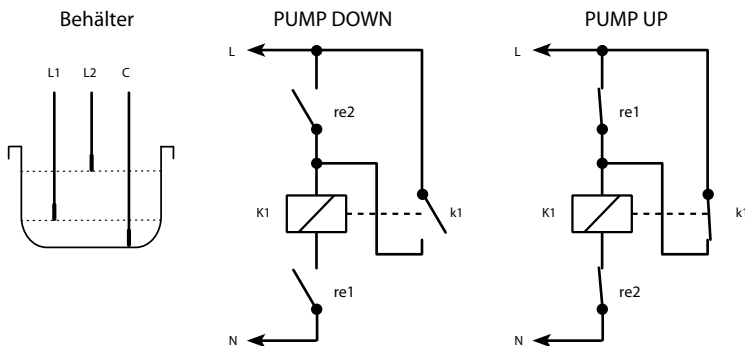 Behälter
PUMP DOWN
PUMP UP
L1 L2 C
L
re2
K1
k1
re1
N
L
re1
K1
k1
re2
N